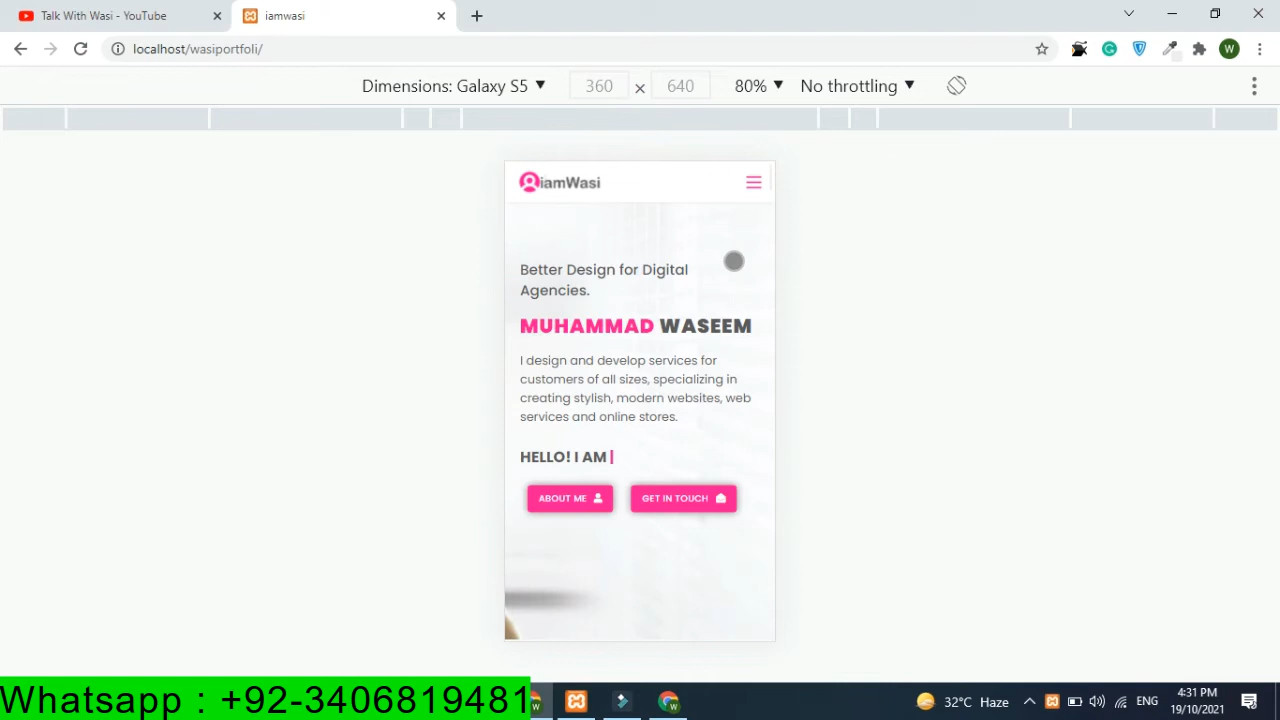 Talk With Wasi - YouTube
iamwasi
localhost/wasiportfoli/
W
Dimensions: Galaxy S5
360
640
80%
No throttling
iamWasi
Better Design for Digital
Agencies.
MUHAMMAD WASEEM
I design and develop services for
customers of all sizes, specializing in
creating stylish, modern websites, web
services and online stores.
HELLO! I AM
ABOUT ME
GET IN TOUCH
Whatsapp : +92-3406819481
32°C Haze
ENG
4:31 PM
19/10/2021